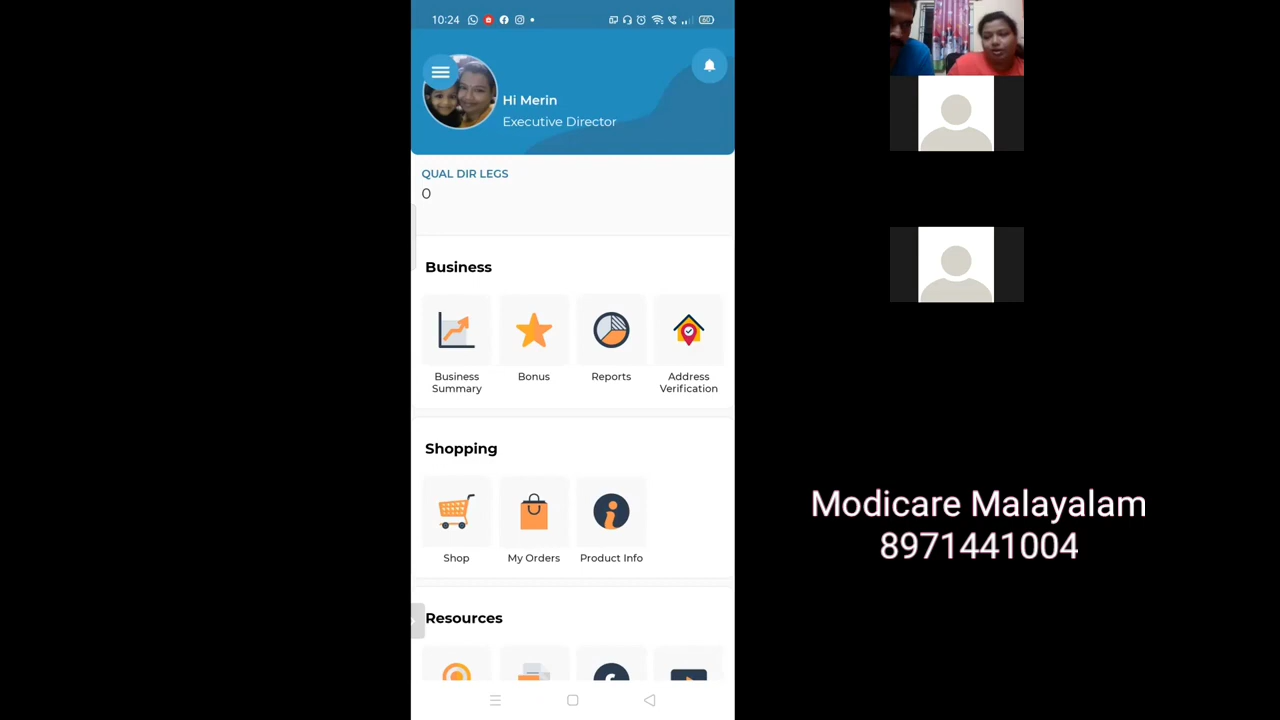 10:24
60
Hi Merin
Executive Director
QUAL DIR LEGS
0
Business
Business Summary
Bonus
Reports
Address Verification
Shopping
Shop
My Orders
Product Info
Resources
Modicare Malayalam
8971441004